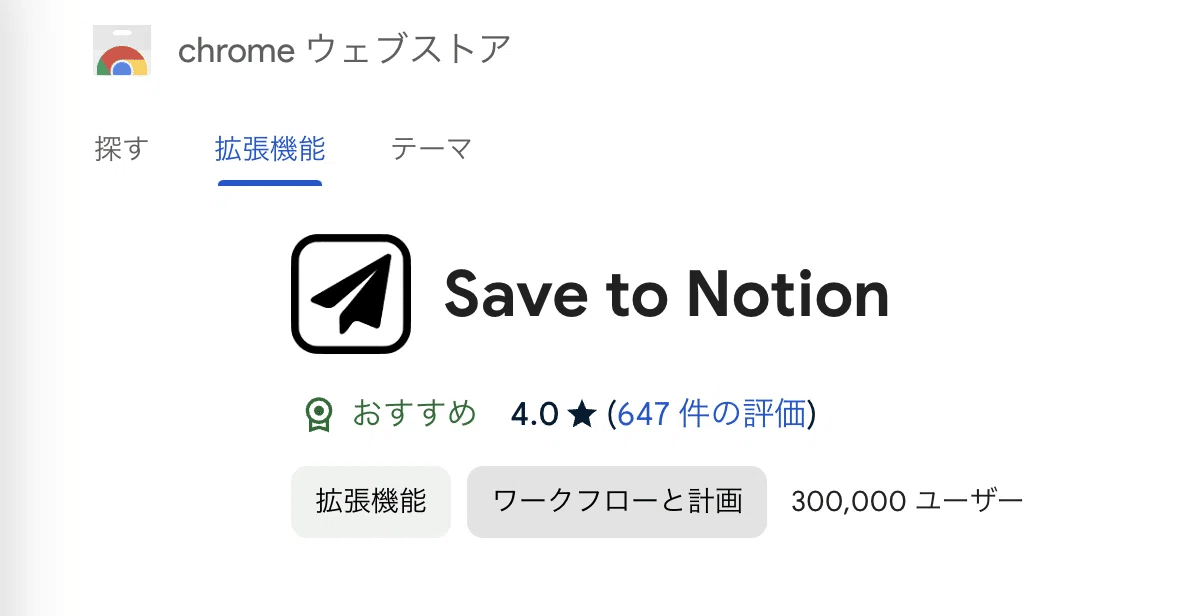 chrome ウェブストア
探す 拡張機能 テーマ
Save to Notion
おすすめ 4.0 ★ (647 件の評価)
拡張機能 ワークフローと計画 300,000 ユーザー